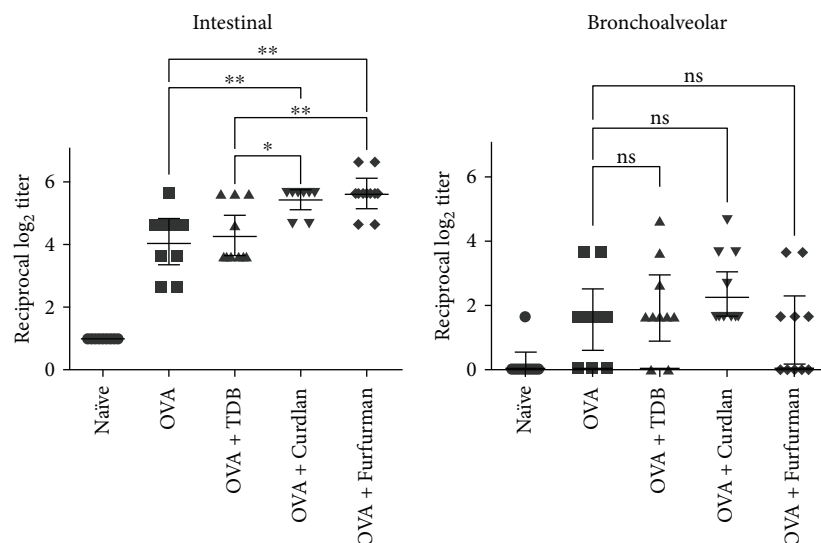 Intestinal
**
**
**
*
Reciprocal log2 titer
6
4
2
0
Naïve
OVA
OVA + TDB
OVA + Curdlan
OVA + Furfurman
Bronchoalveolar
ns
ns
ns
Reciprocal log2 titer
6
4
2
0
Naïve
OVA
OVA + TDB
OVA + Curdlan
OVA + Furfurman